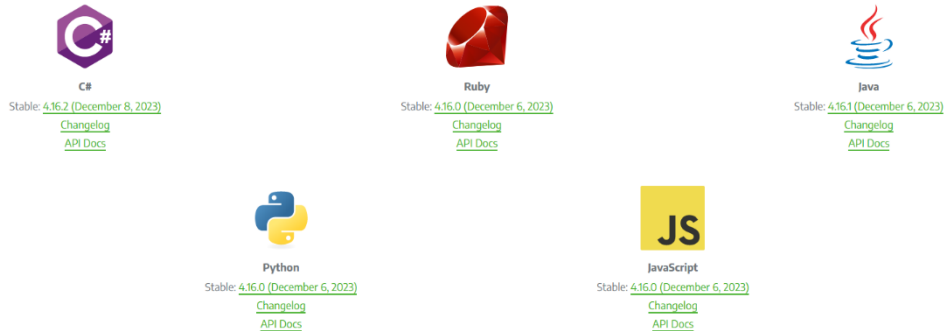 C#
C#
Stable: 4.16.2 (December 8, 2023)
Changelog
API Docs
Ruby
Stable: 4.16.0 (December 6, 2023)
Changelog
API Docs
Java
Stable: 4.16.1 (December 6, 2023)
Changelog
API Docs
Python
Stable: 4.16.0 (December 6, 2023)
Changelog
API Docs
JS
JavaScript
Stable: 4.16.0 (December 6, 2023)
Changelog
API Docs